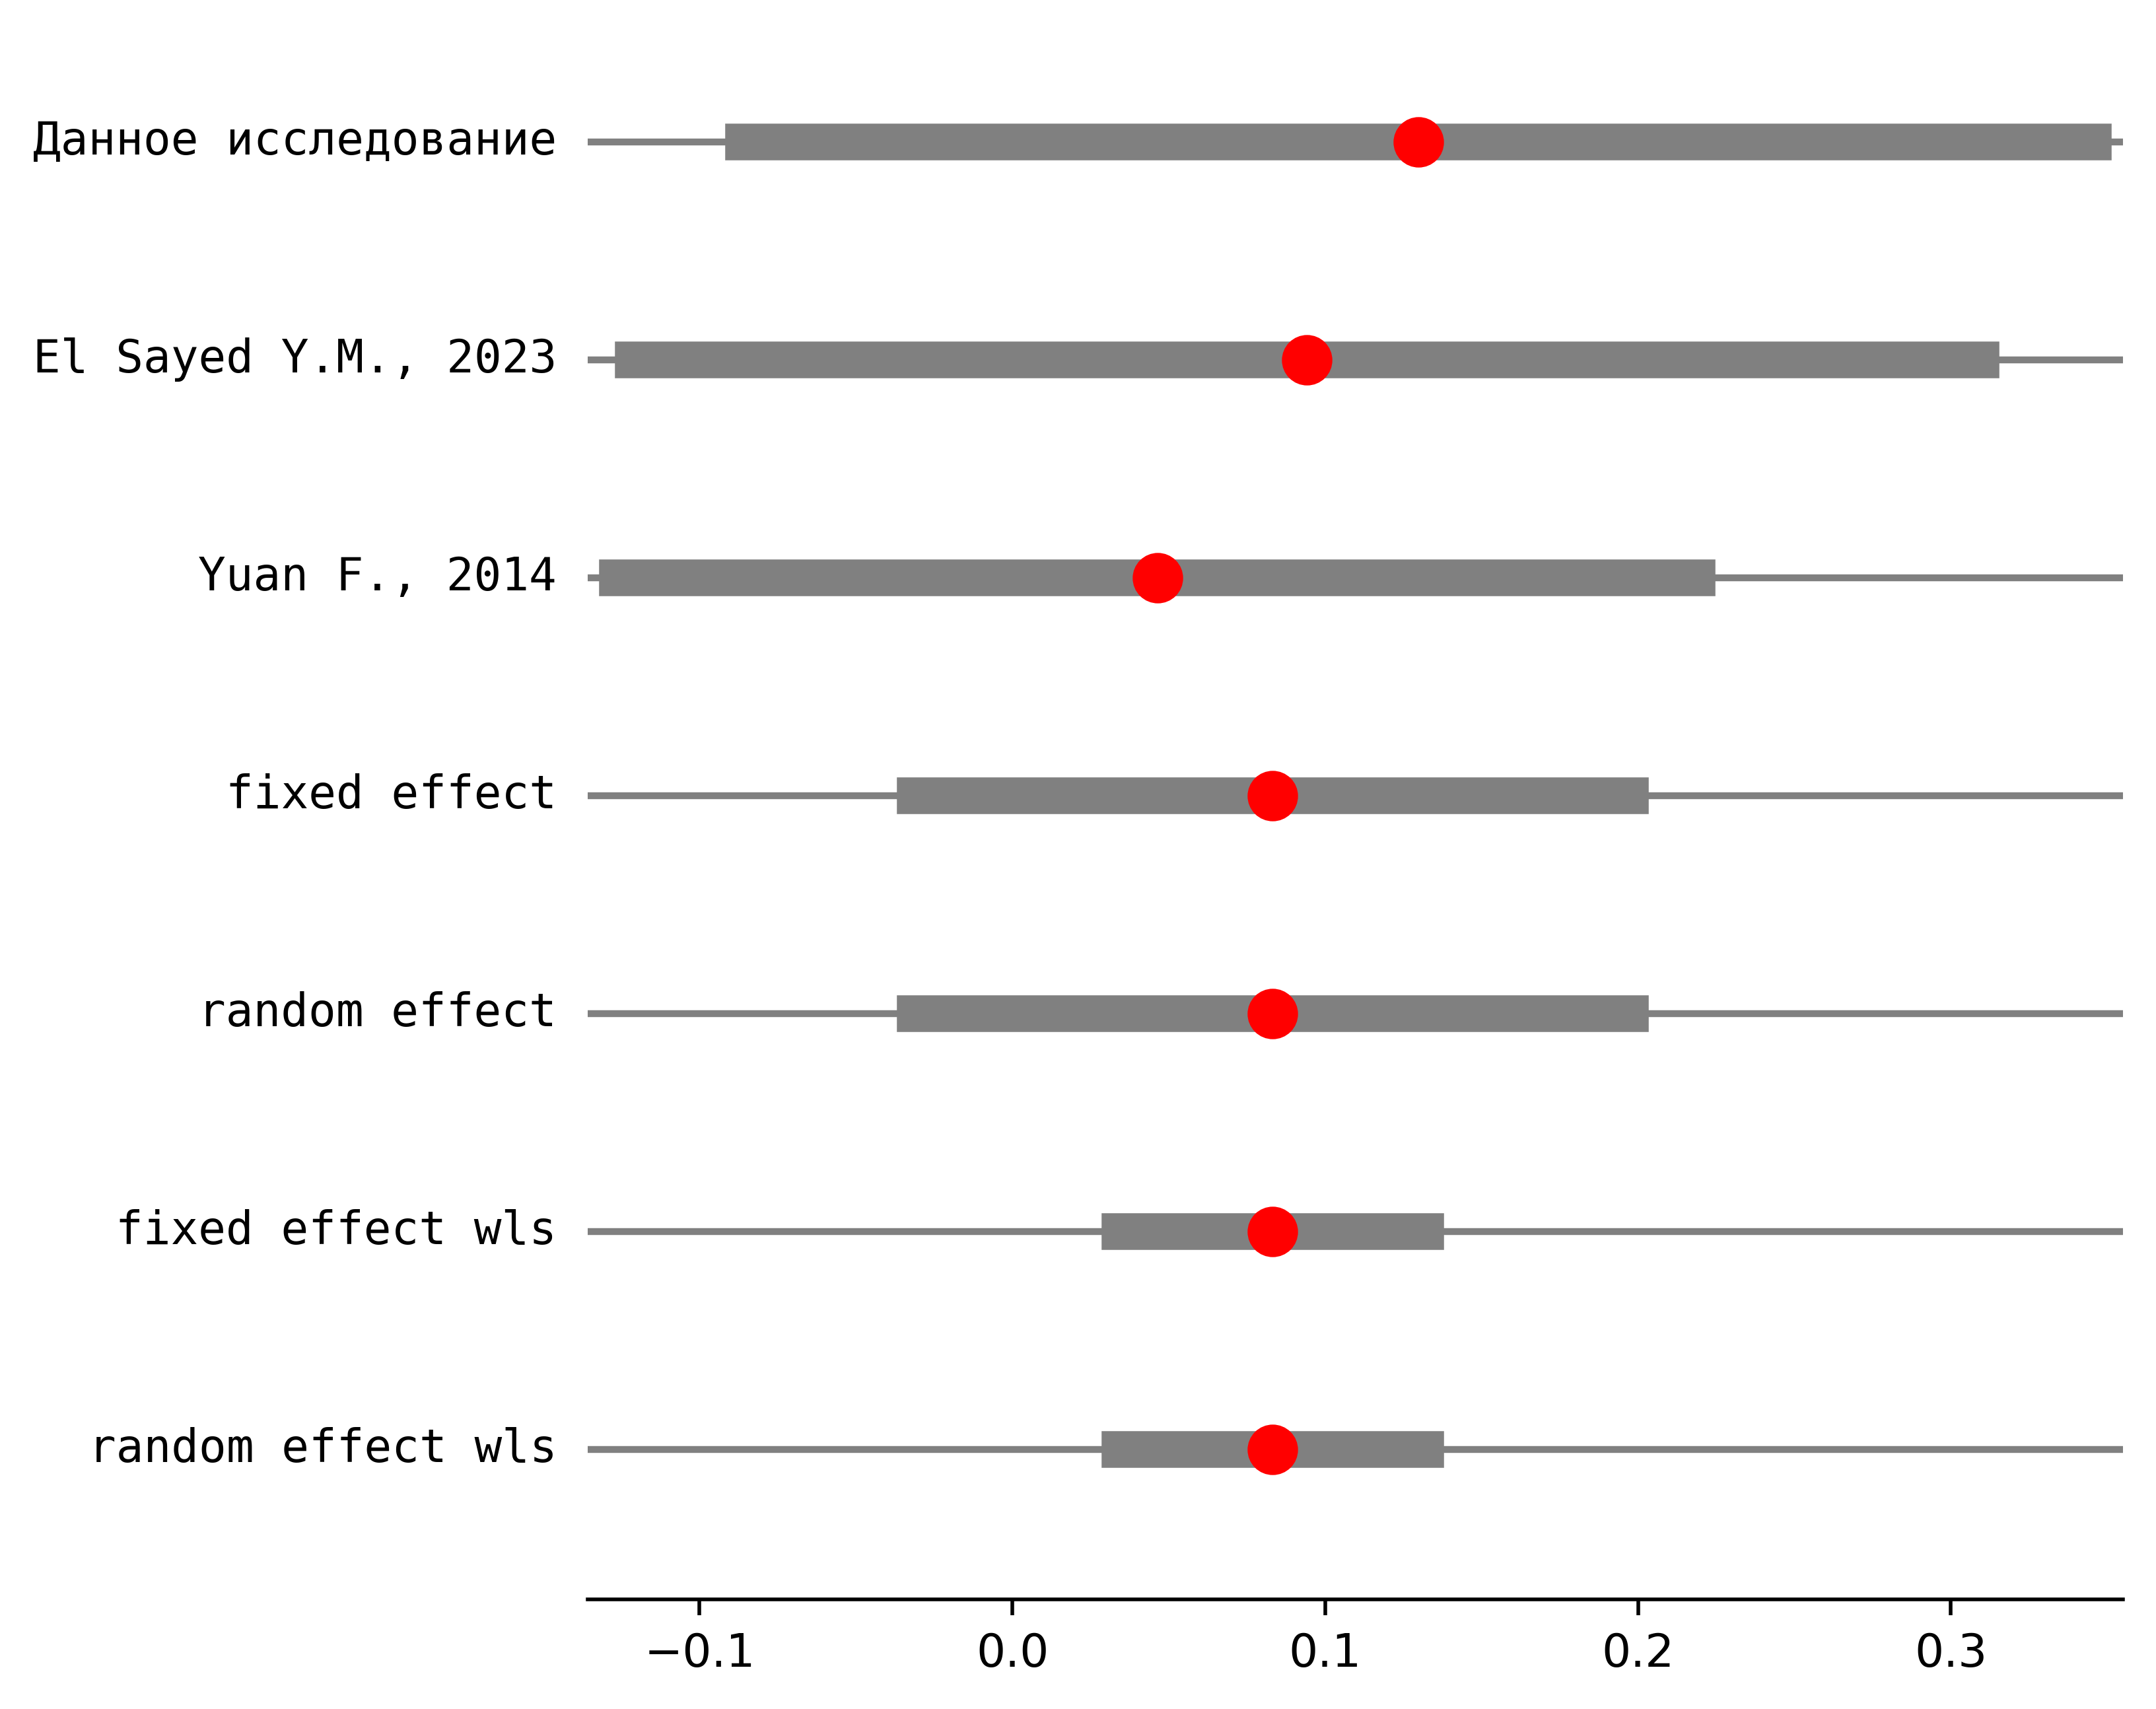 Данное исследование
El Sayed Y.M., 2023
Yuan F., 2014
fixed effect
random effect
fixed effect wls
random effect wls
−0.1 0.0 0.1 0.2 0.3